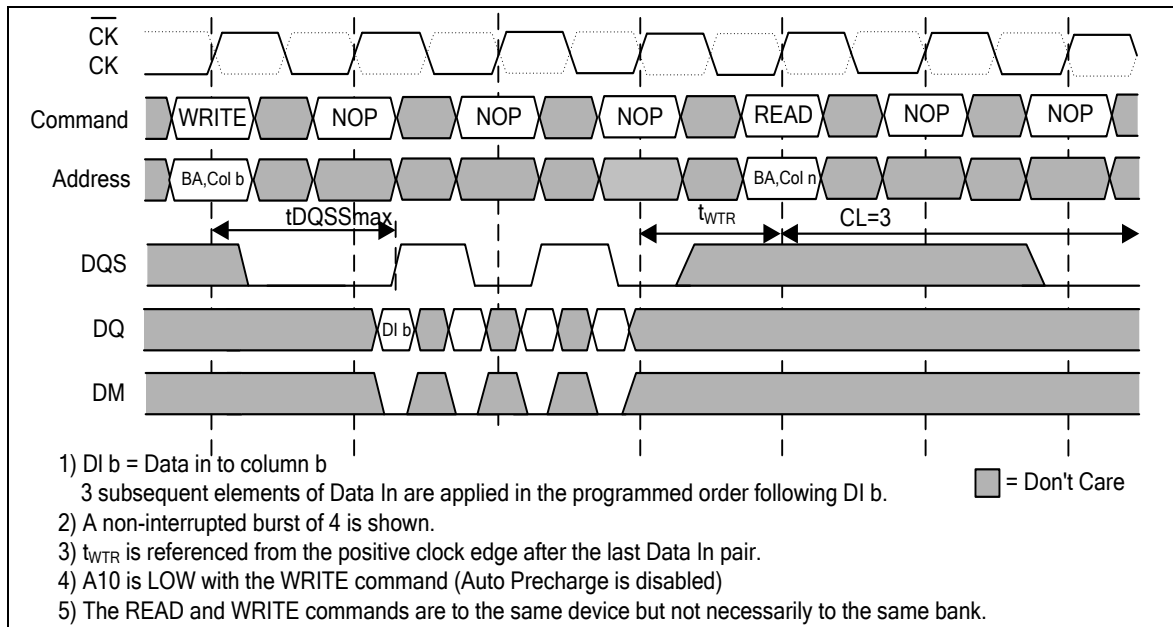 CK
CK
Command WRITE NOP NOP NOP READ NOP NOP
Address BA,Col b BA,Col n
tDQSSmax tWTR CL=3
DQS
DQ DI b
DM
1) DI b = Data in to column b
3 subsequent elements of Data In are applied in the programmed order following DI b.
= Don't Care
2) A non-interrupted burst of 4 is shown.
3) tWTR is referenced from the positive clock edge after the last Data In pair.
4) A10 is LOW with the WRITE command (Auto Precharge is disabled)
5) The READ and WRITE commands are to the same device but not necessarily to the same bank.